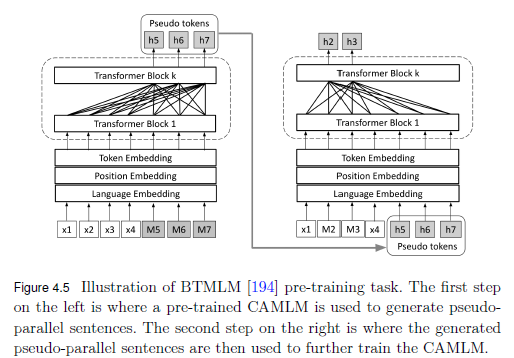 Pseudo tokens
h5 h6 h7
h2 h3
Transformer Block k
Transformer Block k
Transformer Block 1
Transformer Block 1
Token Embedding
Token Embedding
Position Embedding
Position Embedding
Language Embedding
Language Embedding
x1 x2 x3 x4 M5 M6 M7
x1 M2 M3 x4 h5 h6 h7
Pseudo tokens
Figure 4.5 Illustration of BTMLM [194] pre-training task. The first step
on the left is where a pre-trained CAMLM is used to generate pseudo-
parallel sentences. The second step on the right is where the generated
pseudo-parallel sentences are then used to further train the CAMLM.